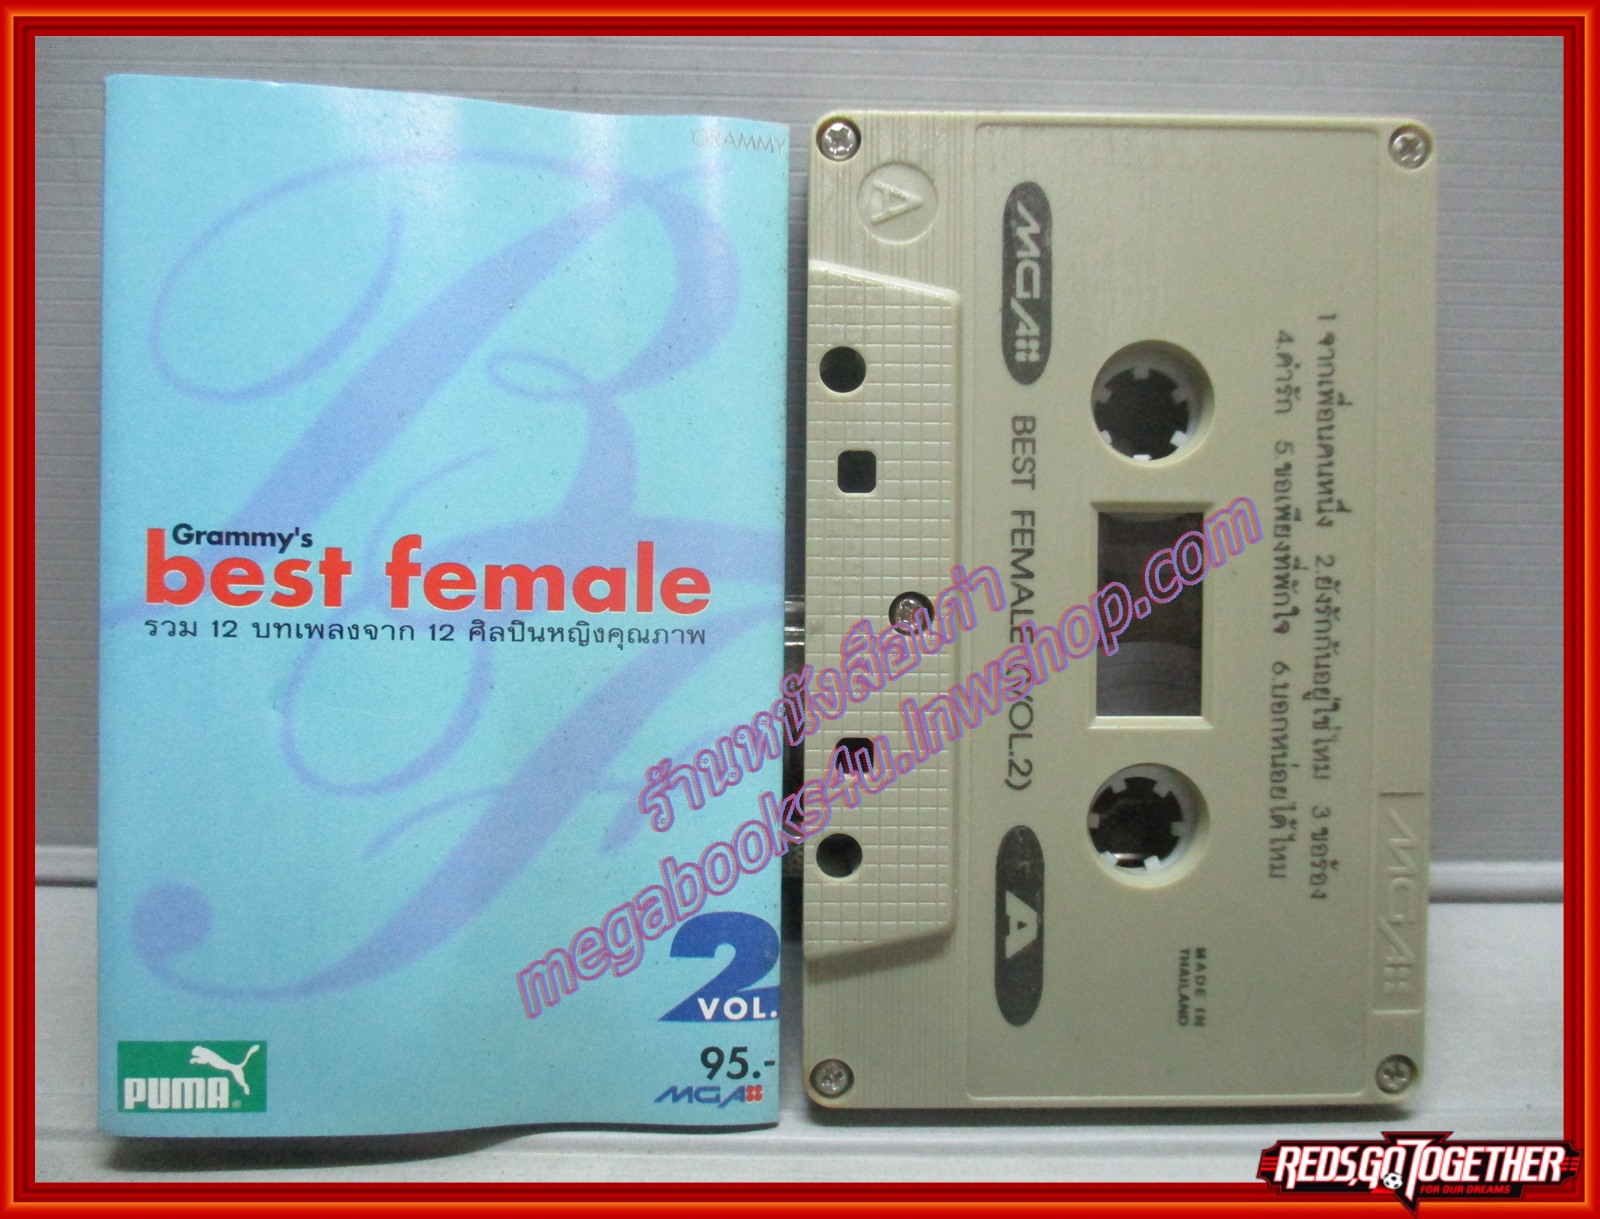 GRAMMY
Grammy's
best female
รวม 12 บทเพลงจาก 12 ศิลปินหญิงคุณภาพ
2
VOL.
95.-
MGA
PUMA
A
MGA BEST FEMALE (VOL.2) A
1 จากเพื่อนคนหนึ่ง 2.ยังรักกันอยู่ใช่ไหม 3 ขอร้อง
4.คำรัก 5.ขอเพียงที่พักใจ 6.บอกหน่อยได้ไหม
MADE IN
THAILAND
MGA
ร้านหนังสือเก่า
megabooks4u.lnwshop.com
REDS,GO TOGETHER
FOR OUR DREAMS